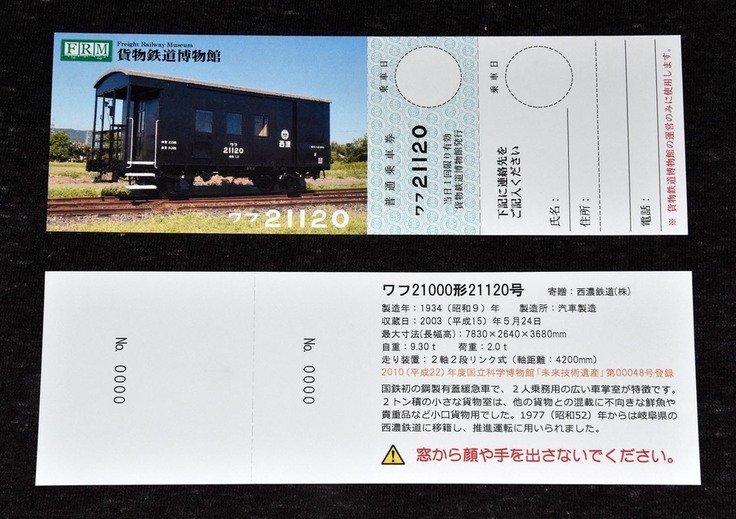 FRM
Freight Railway Museum
貨物鉄道博物館
ワフ
21120
西濃
ワフ21120
普通乗車券
ワフ21120
当日1回限り有効
貨物鉄道博物館発行
乗車日
乗車日
下記に連絡先を
ご記入ください
氏名：
住所：
電話：
※ 貨物鉄道博物館の運営のみに使用します。
No. 0000
No. 0000
ワフ21000形21120号 寄贈：西濃鉄道(株)
製造年：1934（昭和９）年 製造所：汽車製造
収蔵日：2003（平成15）年５月24日
最大寸法(長幅高)：7830×2640×3680mm
自重：9.30ｔ 荷重：2.0ｔ
走り装置：２軸２段リンク式（軸距離：4200mm）
2010（平成22）年度国立科学博物館「未来技術遺産」第00048号登録
国鉄初の鋼製有蓋緩急車で、２人乗務用の広い車掌室が特徴です。
２トン積の小さな貨物室は、他の貨物との混載に不向きな鮮魚や
貴重品など小口貨物用でした。1977（昭和52）年からは岐阜県の
西濃鉄道に移籍し、推進運転に用いられました。
窓から顔や手を出さないでください。